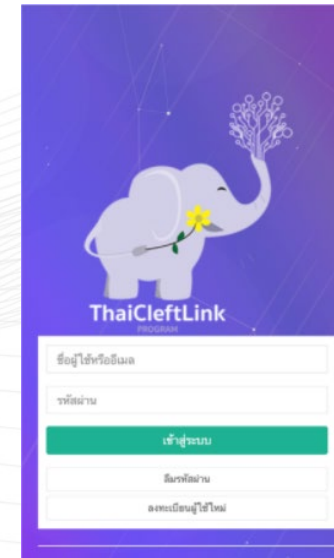 ThaiCleftLink
PROGRAM
ชื่อผู้ใช้หรืออีเมล
รหัสผ่าน
เข้าสู่ระบบ
ลืมรหัสผ่าน
ลงทะเบียนผู้ใช้ใหม่